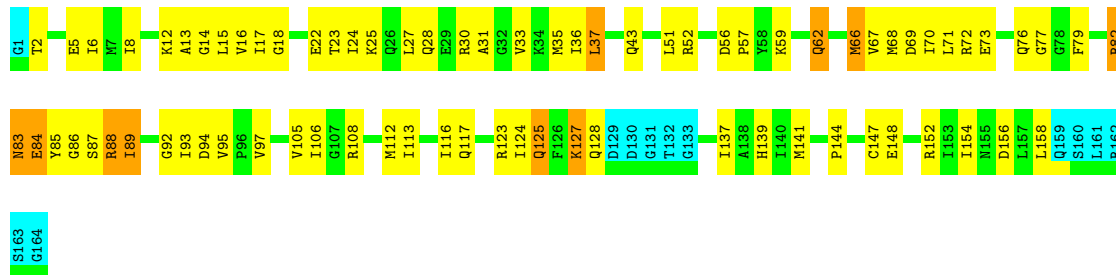 G1 T2 E5 I6 M7 I8 K12 A13 G14 L15 V16 I17 G18 E22 T23 I24 K25 Q26 L27 Q28 E29 R30 A31 G32 V33 K34 M35 I36 L37 Q43 L51 R52 D56 P57 Y58 K59 Q62 M66 V67 M68 D69 I70 L71 R72 E73 Q76 G77 G78 F79
N83 E84 Y85 G86 S87 R88 I89 G92 I93 D94 V95 P96 V97 V105 I106 G107 R108 M112 I113 I116 Q117 R123 I124 Q125 F126 K127 Q128 D129 D130 G131 T132 G133 I137 A138 H139 I140 M141 P144 C147 E148 R152 I153 I154 N155 D156 L157 L158 Q159 S160 L161
S163 G164